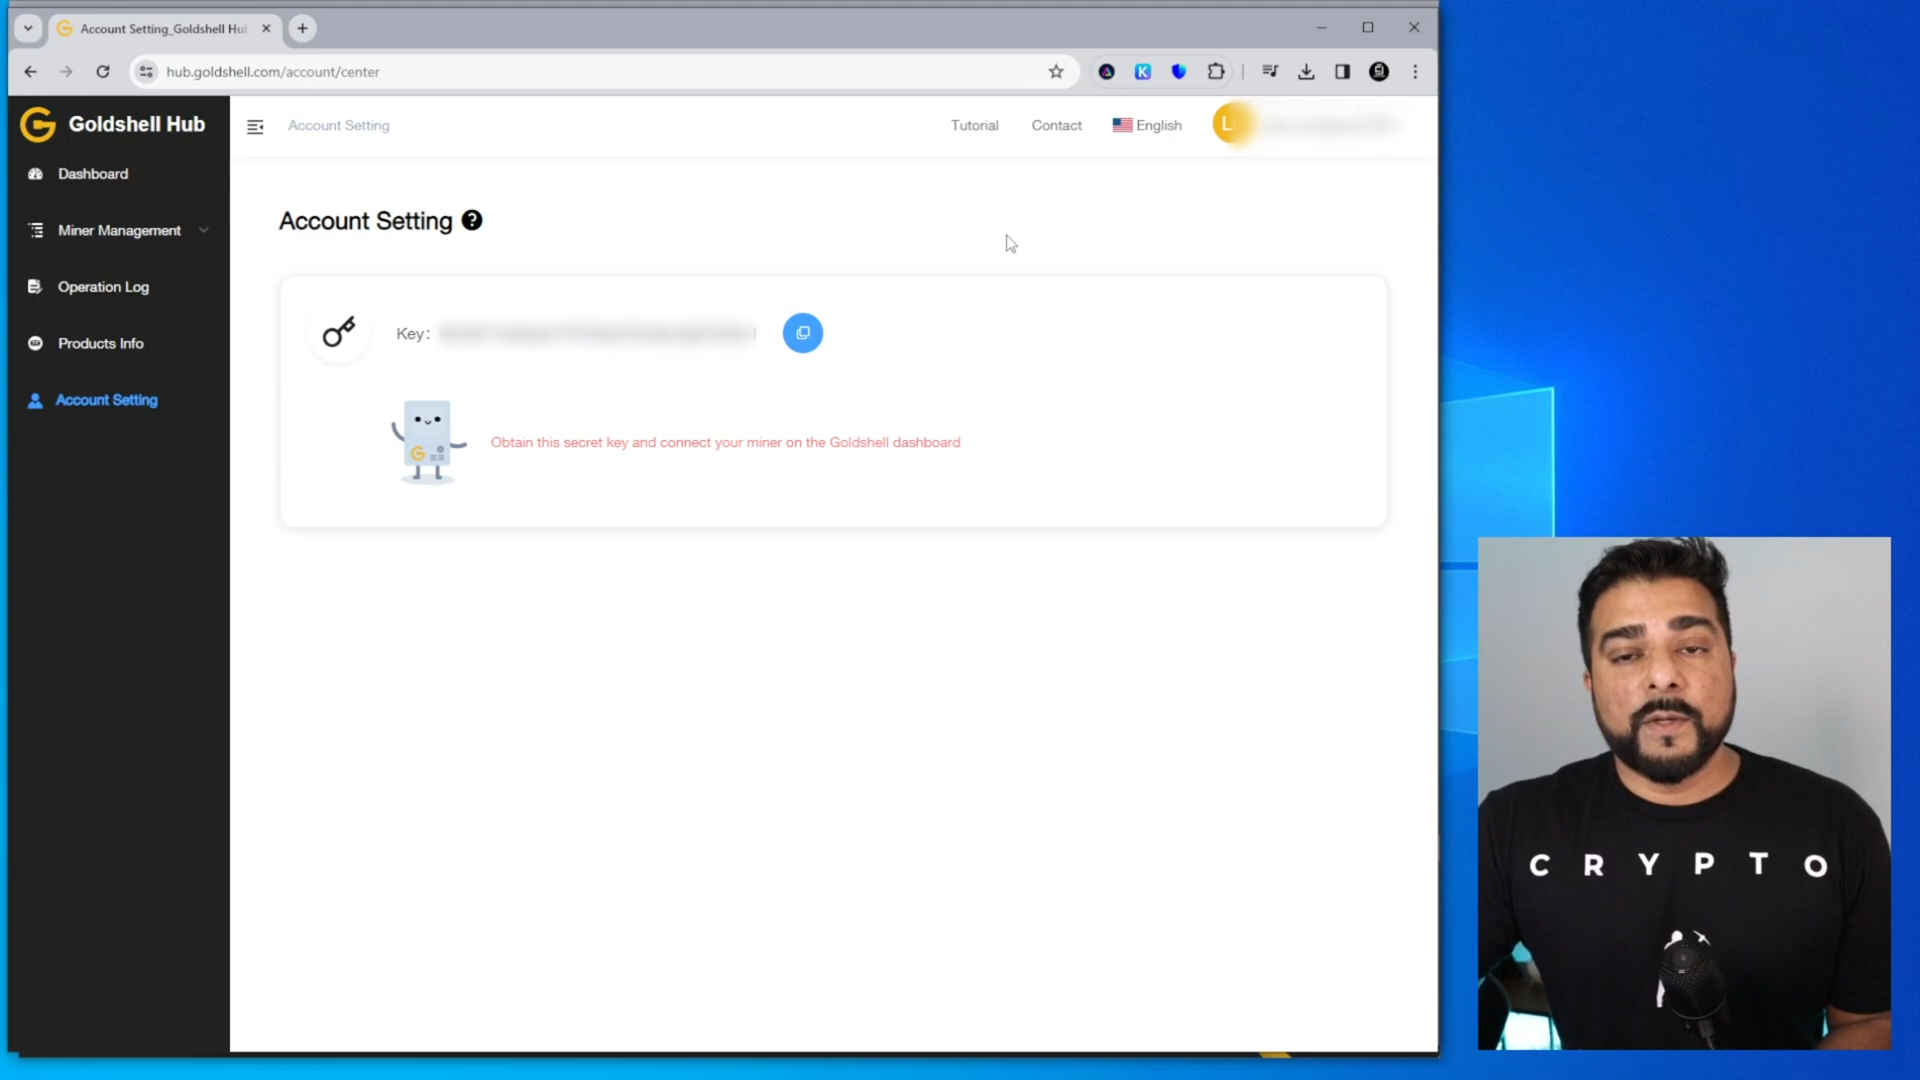 Account Setting_Goldshell Hu
hub.goldshell.com/account/center
K
Goldshell Hub
Account Setting
Tutorial
Contact
English
L
Dashboard
Miner Management
Operation Log
Products Info
Account Setting
Account Setting ?
Key:
Obtain this secret key and connect your miner on the Goldshell dashboard
CRYPTO